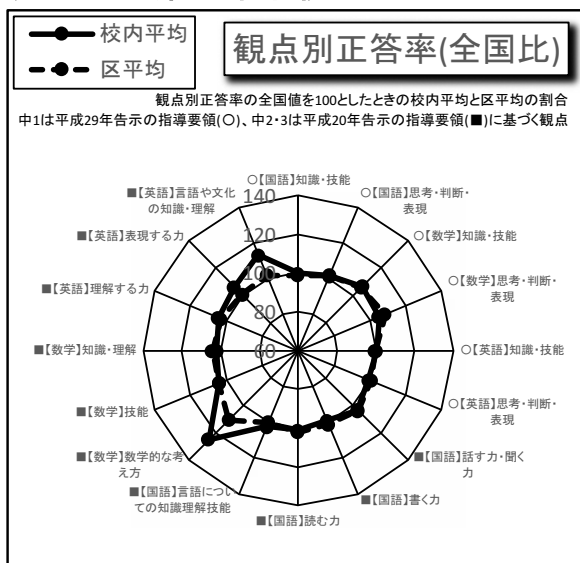 校内平均
区平均
観点別正答率(全国比)
観点別正答率の全国値を100としたときの校内平均と区平均の割合
中1は平成29年告示の指導要領(○)、中2・3は平成20年告示の指導要領(■)に基づく観点
○【国語】知識・技能
○【国語】思考・判断・
表現
○【数学】知識・技能
○【数学】思考・判断・
表現
○【英語】知識・技能
○【英語】思考・判断・
表現
■【国語】話す力・聞く
力
■【国語】書く力
■【国語】読む力
■【国語】言語につい
ての知識理解技能
■【数学】数学的な考
え方
■【数学】技能
■【数学】知識・理解
■【英語】理解する力
■【英語】表現する力
■【英語】言語や文化
の知識・理解
140
120
100
80
60